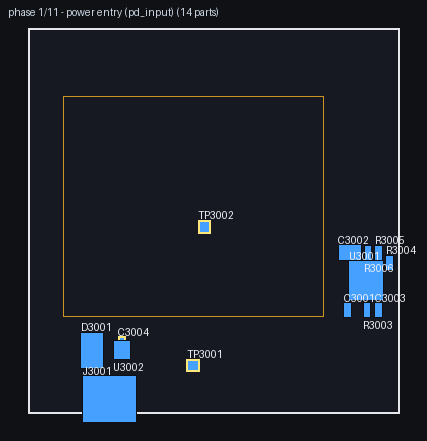 phase 1/11 - power entry (pd_input) (14 parts)
TP3002
C3002
R3005
R3004
U3001
R3006
C3001
C3003
R3003
D3001
C3004
TP3001
J3001
U3002